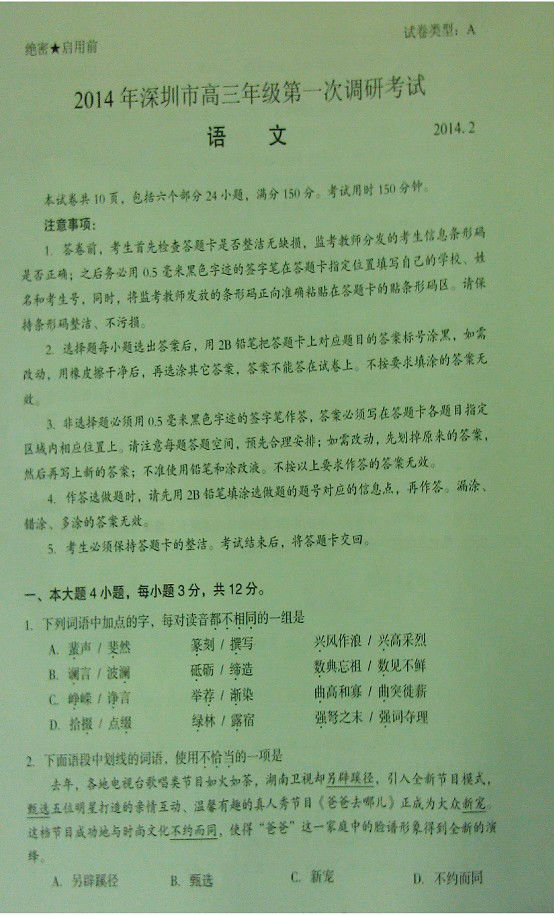 绝密★启用前
试卷类型：A
2014年深圳市高三年级第一次调研考试
语 文
2014.2
本试卷共10页，包括六个部分24小题，满分150分。考试用时150分钟。
注意事项：
1. 答卷前，考生首先检查答题卡是否整洁无缺损，监考教师分发的考生信息条形码
是否正确；之后务必用0.5毫米黑色字迹的签字笔在答题卡指定位置填写自己的学校、姓
名和考生号，同时，将监考教师发放的条形码正向准确粘贴在答题卡的贴条形码区。请保
持条形码整洁、不污损。
2. 选择题每小题选出答案后，用2B铅笔把答题卡上对应题目的答案标号涂黑，如需
改动，用橡皮擦干净后，再选涂其它答案，答案不能答在试卷上。不按要求填涂的答案无
效。
3. 非选择题必须用0.5毫米黑色字迹的签字笔作答，答案必须写在答题卡各题目指定
区域内相应位置上。请注意每题答题空间，预先合理安排；如需改动，先划掉原来的答案，
然后再写上新的答案；不准使用铅笔和涂改液。不按以上要求作答的答案无效。
4. 作答选做题时，请先用2B铅笔填涂选做题的题号对应的信息点，再作答。漏涂、
错涂、多涂的答案无效。
5. 考生必须保持答题卡的整洁。考试结束后，将答题卡交回。
一、本大题4小题，每小题3分，共12分。
1. 下列词语中加点的字，每对读音都不相同的一组是
A. 蜚声 / 斐然 篆刻 / 撰写 兴风作浪 / 兴高采烈
B. 谰言 / 波澜 砥砺 / 缔造 数典忘祖 / 数见不鲜
C. 峥嵘 / 诤言 举荐 / 渐染 曲高和寡 / 曲突徙薪
D. 拾掇 / 点缀 绿林 / 露宿 强弩之末 / 强词夺理
2. 下面语段中划线的词语，使用不恰当的一项是
去年，各地电视台歌唱类节目如火如荼，湖南卫视却另辟蹊径，引入全新节目模式，
甄选五位明星打造的亲情互动、温馨有趣的真人秀节目《爸爸去哪儿》正成为大众新宠。
这档节目成功地与时尚文化不约而同，使得“爸爸”这一家庭中的脸谱形象得到全新的演
绎。
A. 另辟蹊径 B. 甄选 C. 新宠 D. 不约而同